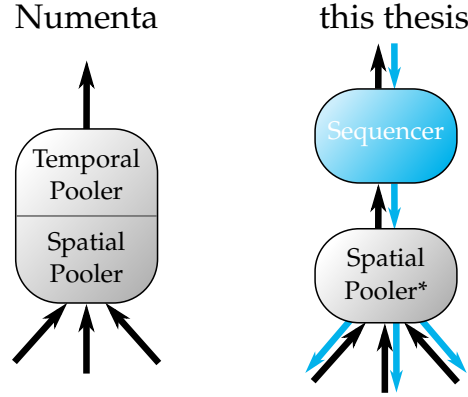 Numenta
this thesis
Temporal
Pooler
Spatial
Pooler
Sequencer
Spatial
Pooler*